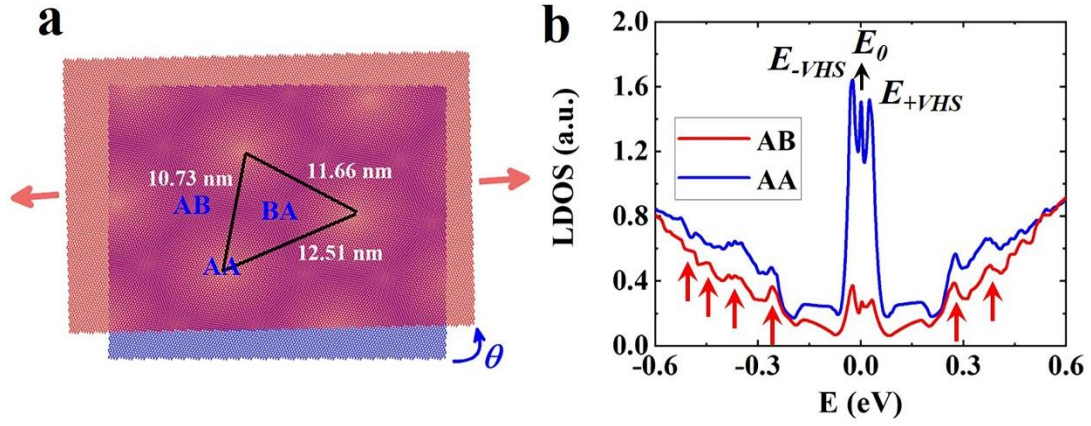 a
10.73 nm
11.66 nm
AB
BA
12.51 nm
AA
θ
b
LDOS (a.u.)
2.0
1.6
1.2
0.8
0.4
0.0
E-VHS
E0
E+VHS
AB
AA
-0.6
-0.3
0.0
0.3
0.6
E (eV)